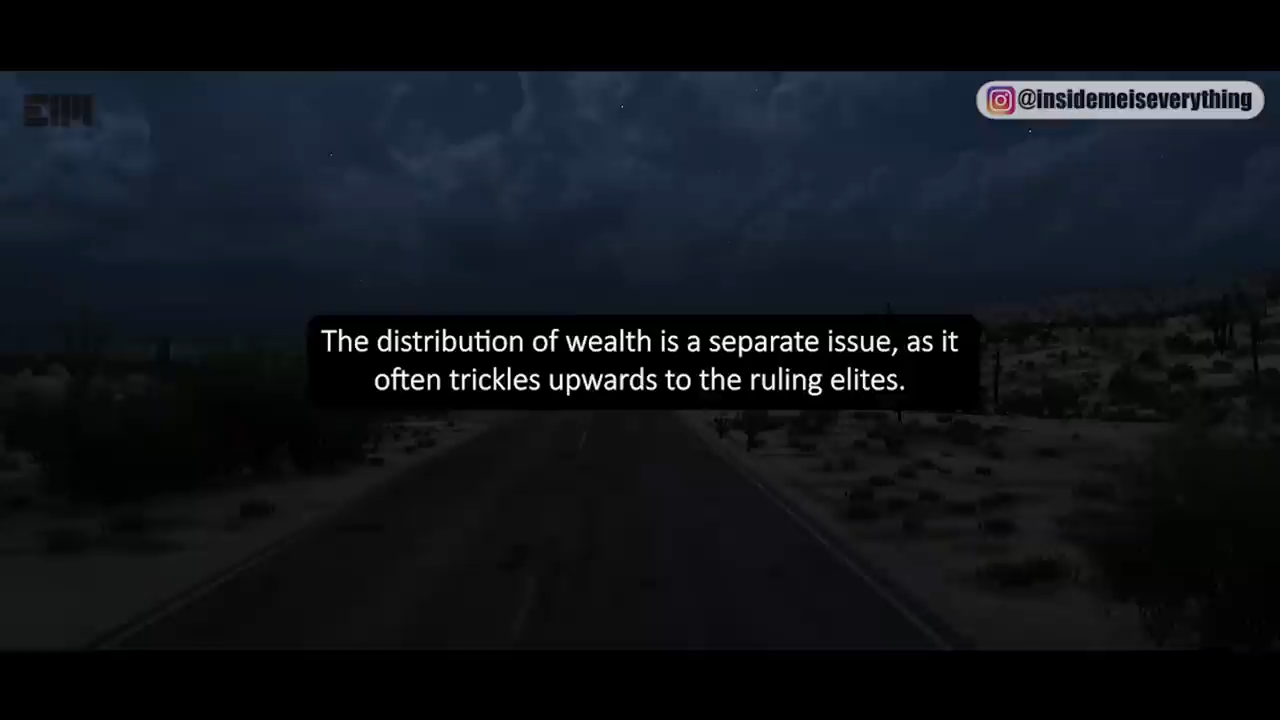 @insidemeiseverything
The distribution of wealth is a separate issue, as it
often trickles upwards to the ruling elites.